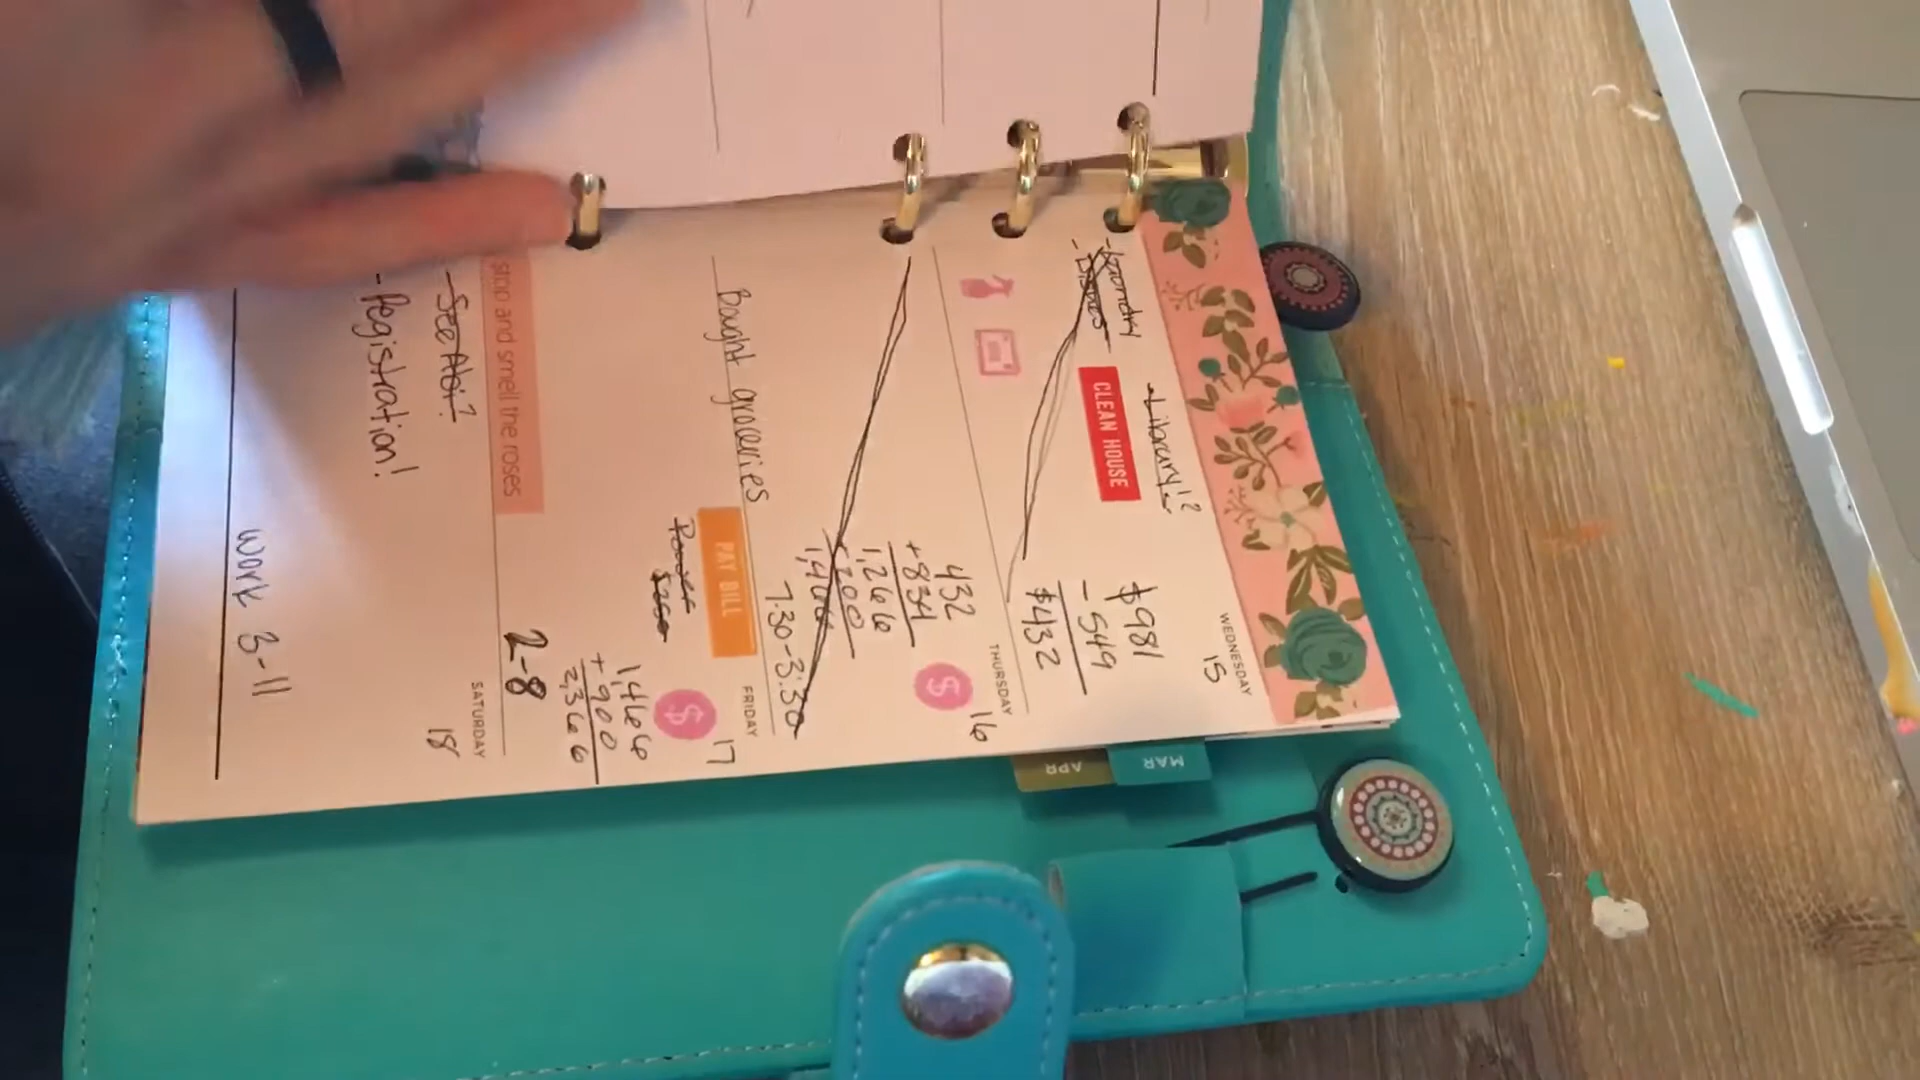 WEDNESDAY
15
- Laundry
- Dishes
- Library!?
CLEAN HOUSE
$981
- 549
$432
THURSDAY
16
$
432
+ 834
1,266
+ 200
1,466
7:30-3:30
FRIDAY
17
$
Bought groceries
PAY BILL
Power
1,466
+ 900
2,366
2-8
SATURDAY
18
stop and smell the roses
- See Abi?
- Registration!
work 3-11
MAR
APR